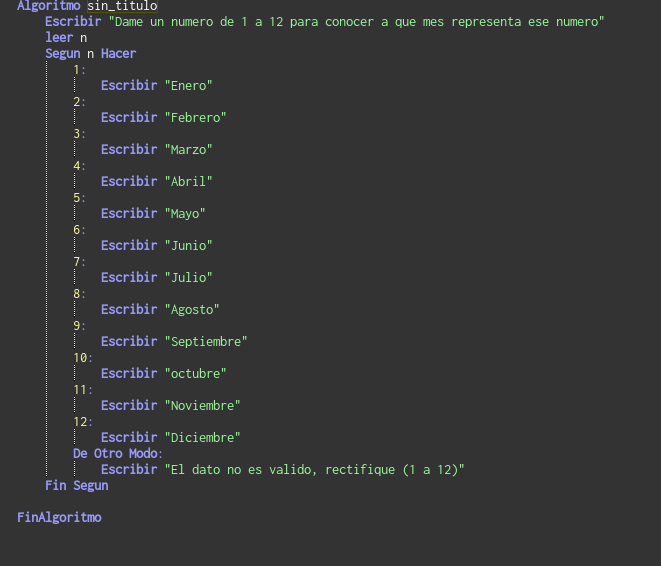 Algoritmo sin_titulo
Escribir "Dame un numero de 1 a 12 para conocer a que mes representa ese numero"
leer n
Segun n Hacer
1:
Escribir "Enero"
2:
Escribir "Febrero"
3:
Escribir "Marzo"
4:
Escribir "Abril"
5:
Escribir "Mayo"
6:
Escribir "Junio"
7:
Escribir "Julio"
8:
Escribir "Agosto"
9:
Escribir "Septiembre"
10:
Escribir "octubre"
11:
Escribir "Noviembre"
12:
Escribir "Diciembre"
De Otro Modo:
Escribir "El dato no es valido, rectifique (1 a 12)"
Fin Segun
FinAlgoritmo